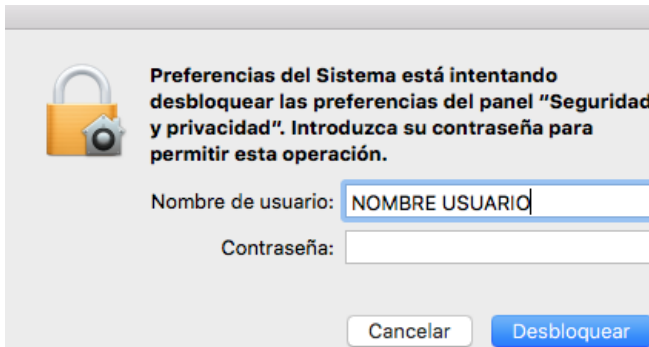 Preferencias del Sistema está intentando
desbloquear las preferencias del panel “Seguridad
y privacidad”. Introduzca su contraseña para
permitir esta operación.
Nombre de usuario: NOMBRE USUARIO
Contraseña:
Cancelar Desbloquear